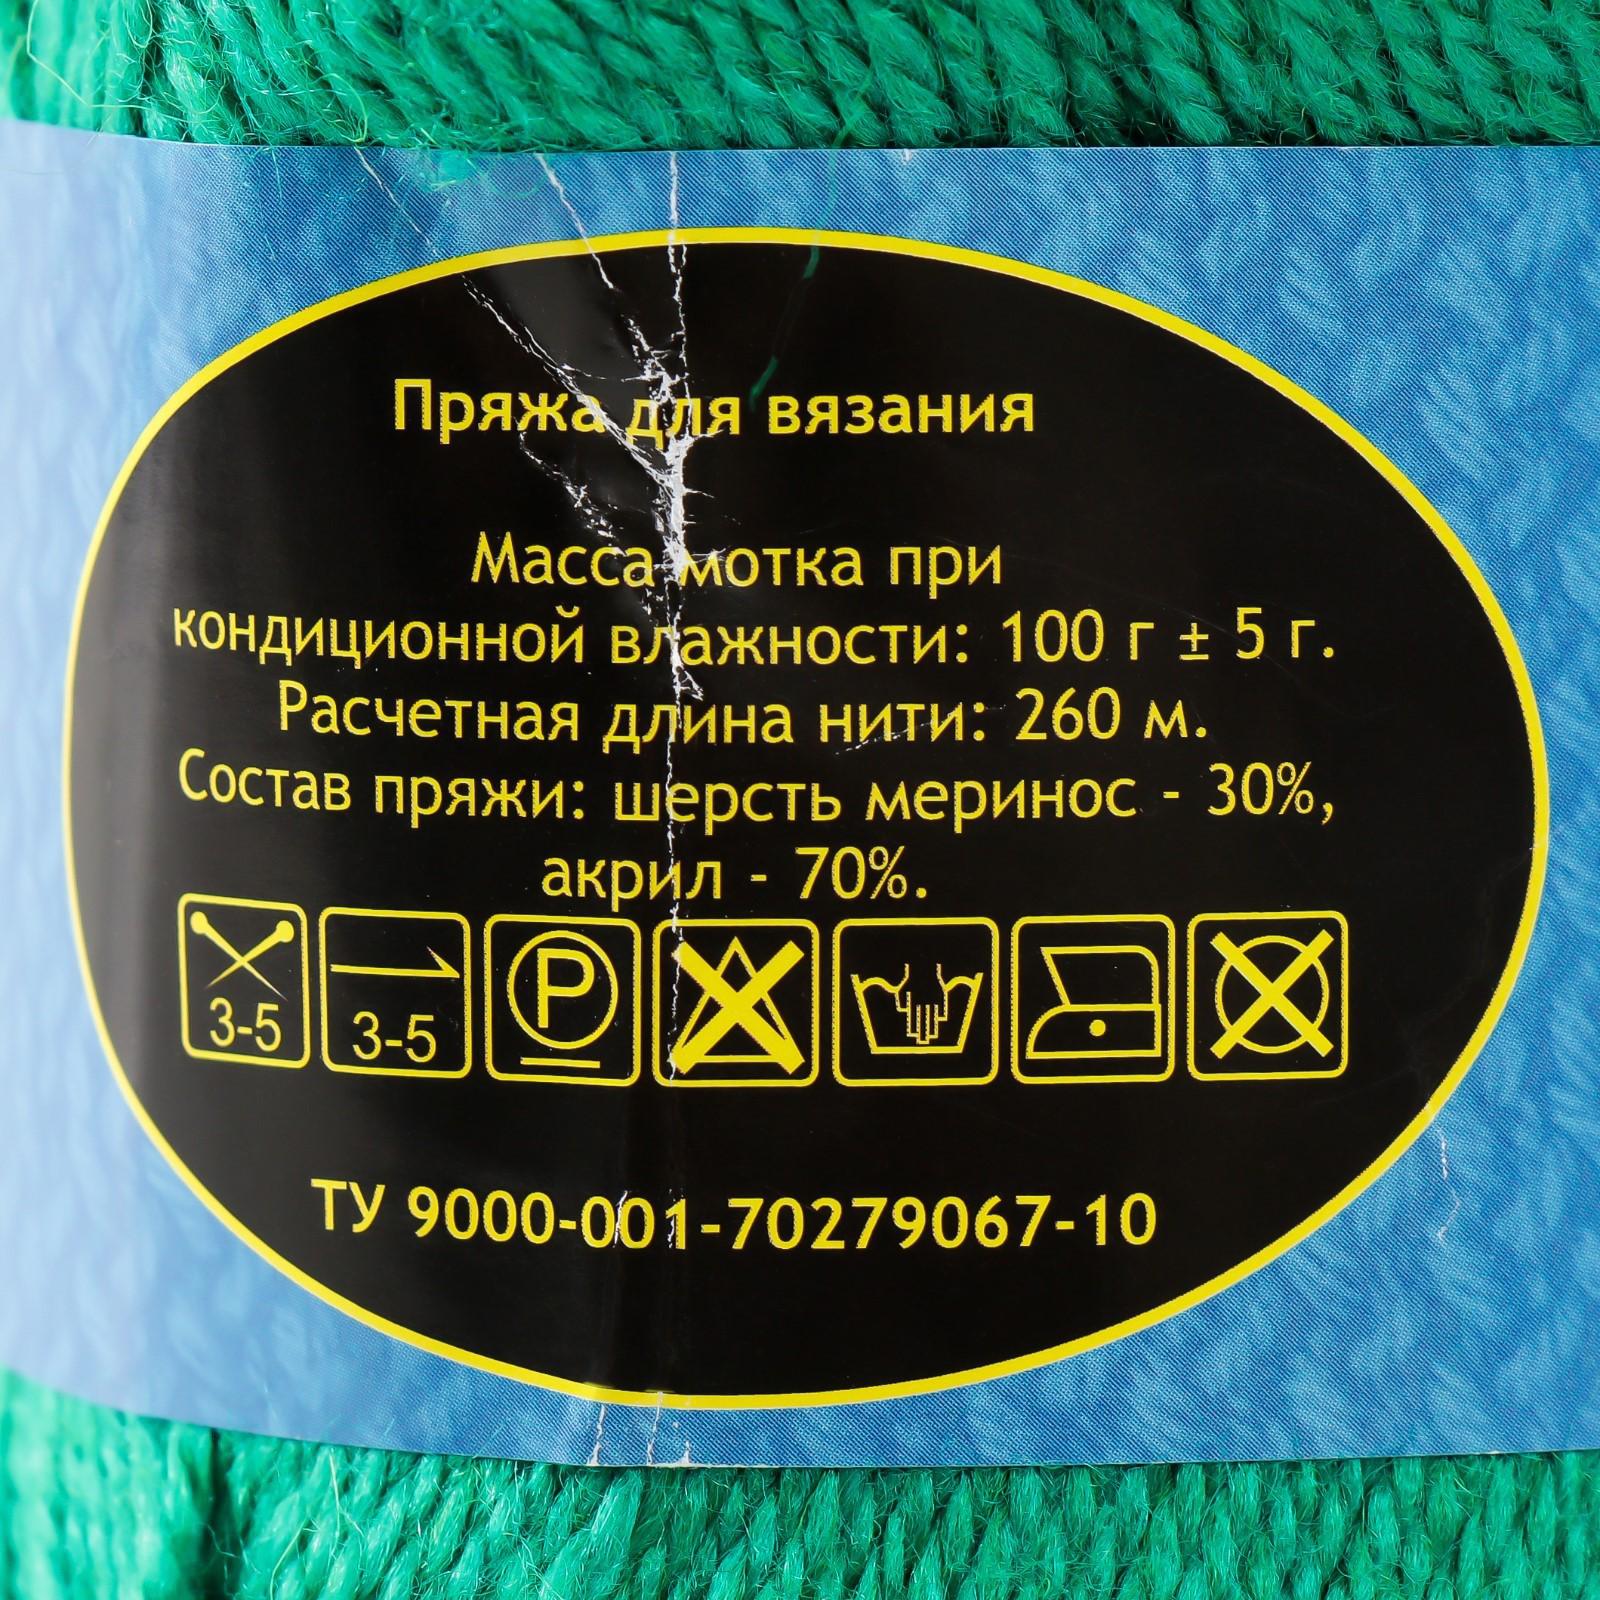 Пряжа для вязания
Масса мотка при
кондиционной влажности: 100 г ± 5 г.
Расчетная длина нити: 260 м.
Состав пряжи: шерсть меринос - 30%,
акрил - 70%.
3-5 3-5 P
ТУ 9000-001-70279067-10